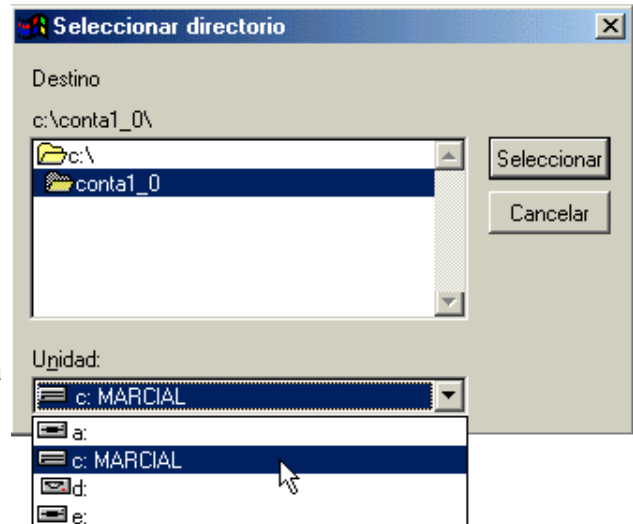 Seleccionar directorio
Destino
c:\conta1_0\
c:\
conta1_0
Seleccionar
Cancelar
Unidad:
c: MARCIAL
a:
c: MARCIAL
d:
e: